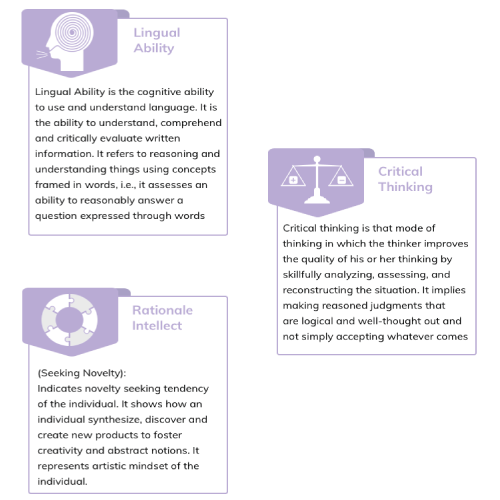 Lingual
Ability
Lingual Ability is the cognitive ability
to use and understand language. It is
the ability to understand, comprehend
and critically evaluate written
information. It refers to reasoning and
understanding things using concepts
framed in words, i.e., it assesses an
ability to reasonably answer a
question expressed through words
Critical
Thinking
Critical thinking is that mode of
thinking in which the thinker improves
the quality of his or her thinking by
skillfully analyzing, assessing, and
reconstructing the situation. It implies
making reasoned judgments that
are logical and well-thought out and
not simply accepting whatever comes
Rationale
Intellect
(Seeking Novelty):
Indicates novelty seeking tendency
of the individual. It shows how an
individual synthesize, discover and
create new products to foster
creativity and abstract notions. It
represents artistic mindset of the
individual.